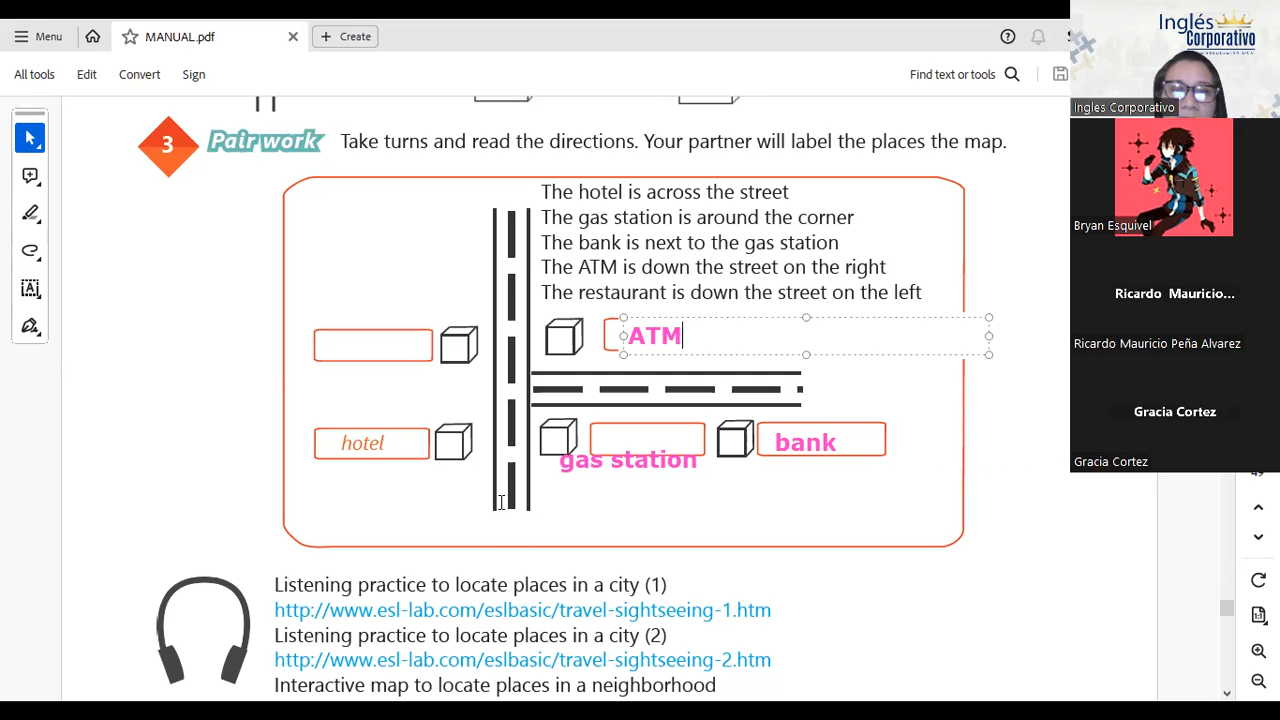 Menu
MANUAL.pdf
Create
All tools
Edit
Convert
Sign
Find text or tools
3
Pair work
Take turns and read the directions. Your partner will label the places the map.
The hotel is across the street
The gas station is around the corner
The bank is next to the gas station
The ATM is down the street on the right
The restaurant is down the street on the left
ATM
hotel
gas station
bank
Listening practice to locate places in a city (1)
http://www.esl-lab.com/eslbasic/travel-sightseeing-1.htm
Listening practice to locate places in a city (2)
http://www.esl-lab.com/eslbasic/travel-sightseeing-2.htm
Interactive map to locate places in a neighborhood
Inglés
Corporativo
Ingles Corporativo
Bryan Esquivel
Ricardo Mauricio...
Ricardo Mauricio Peña Alvarez
Gracia Cortez
Gracia Cortez
1:1